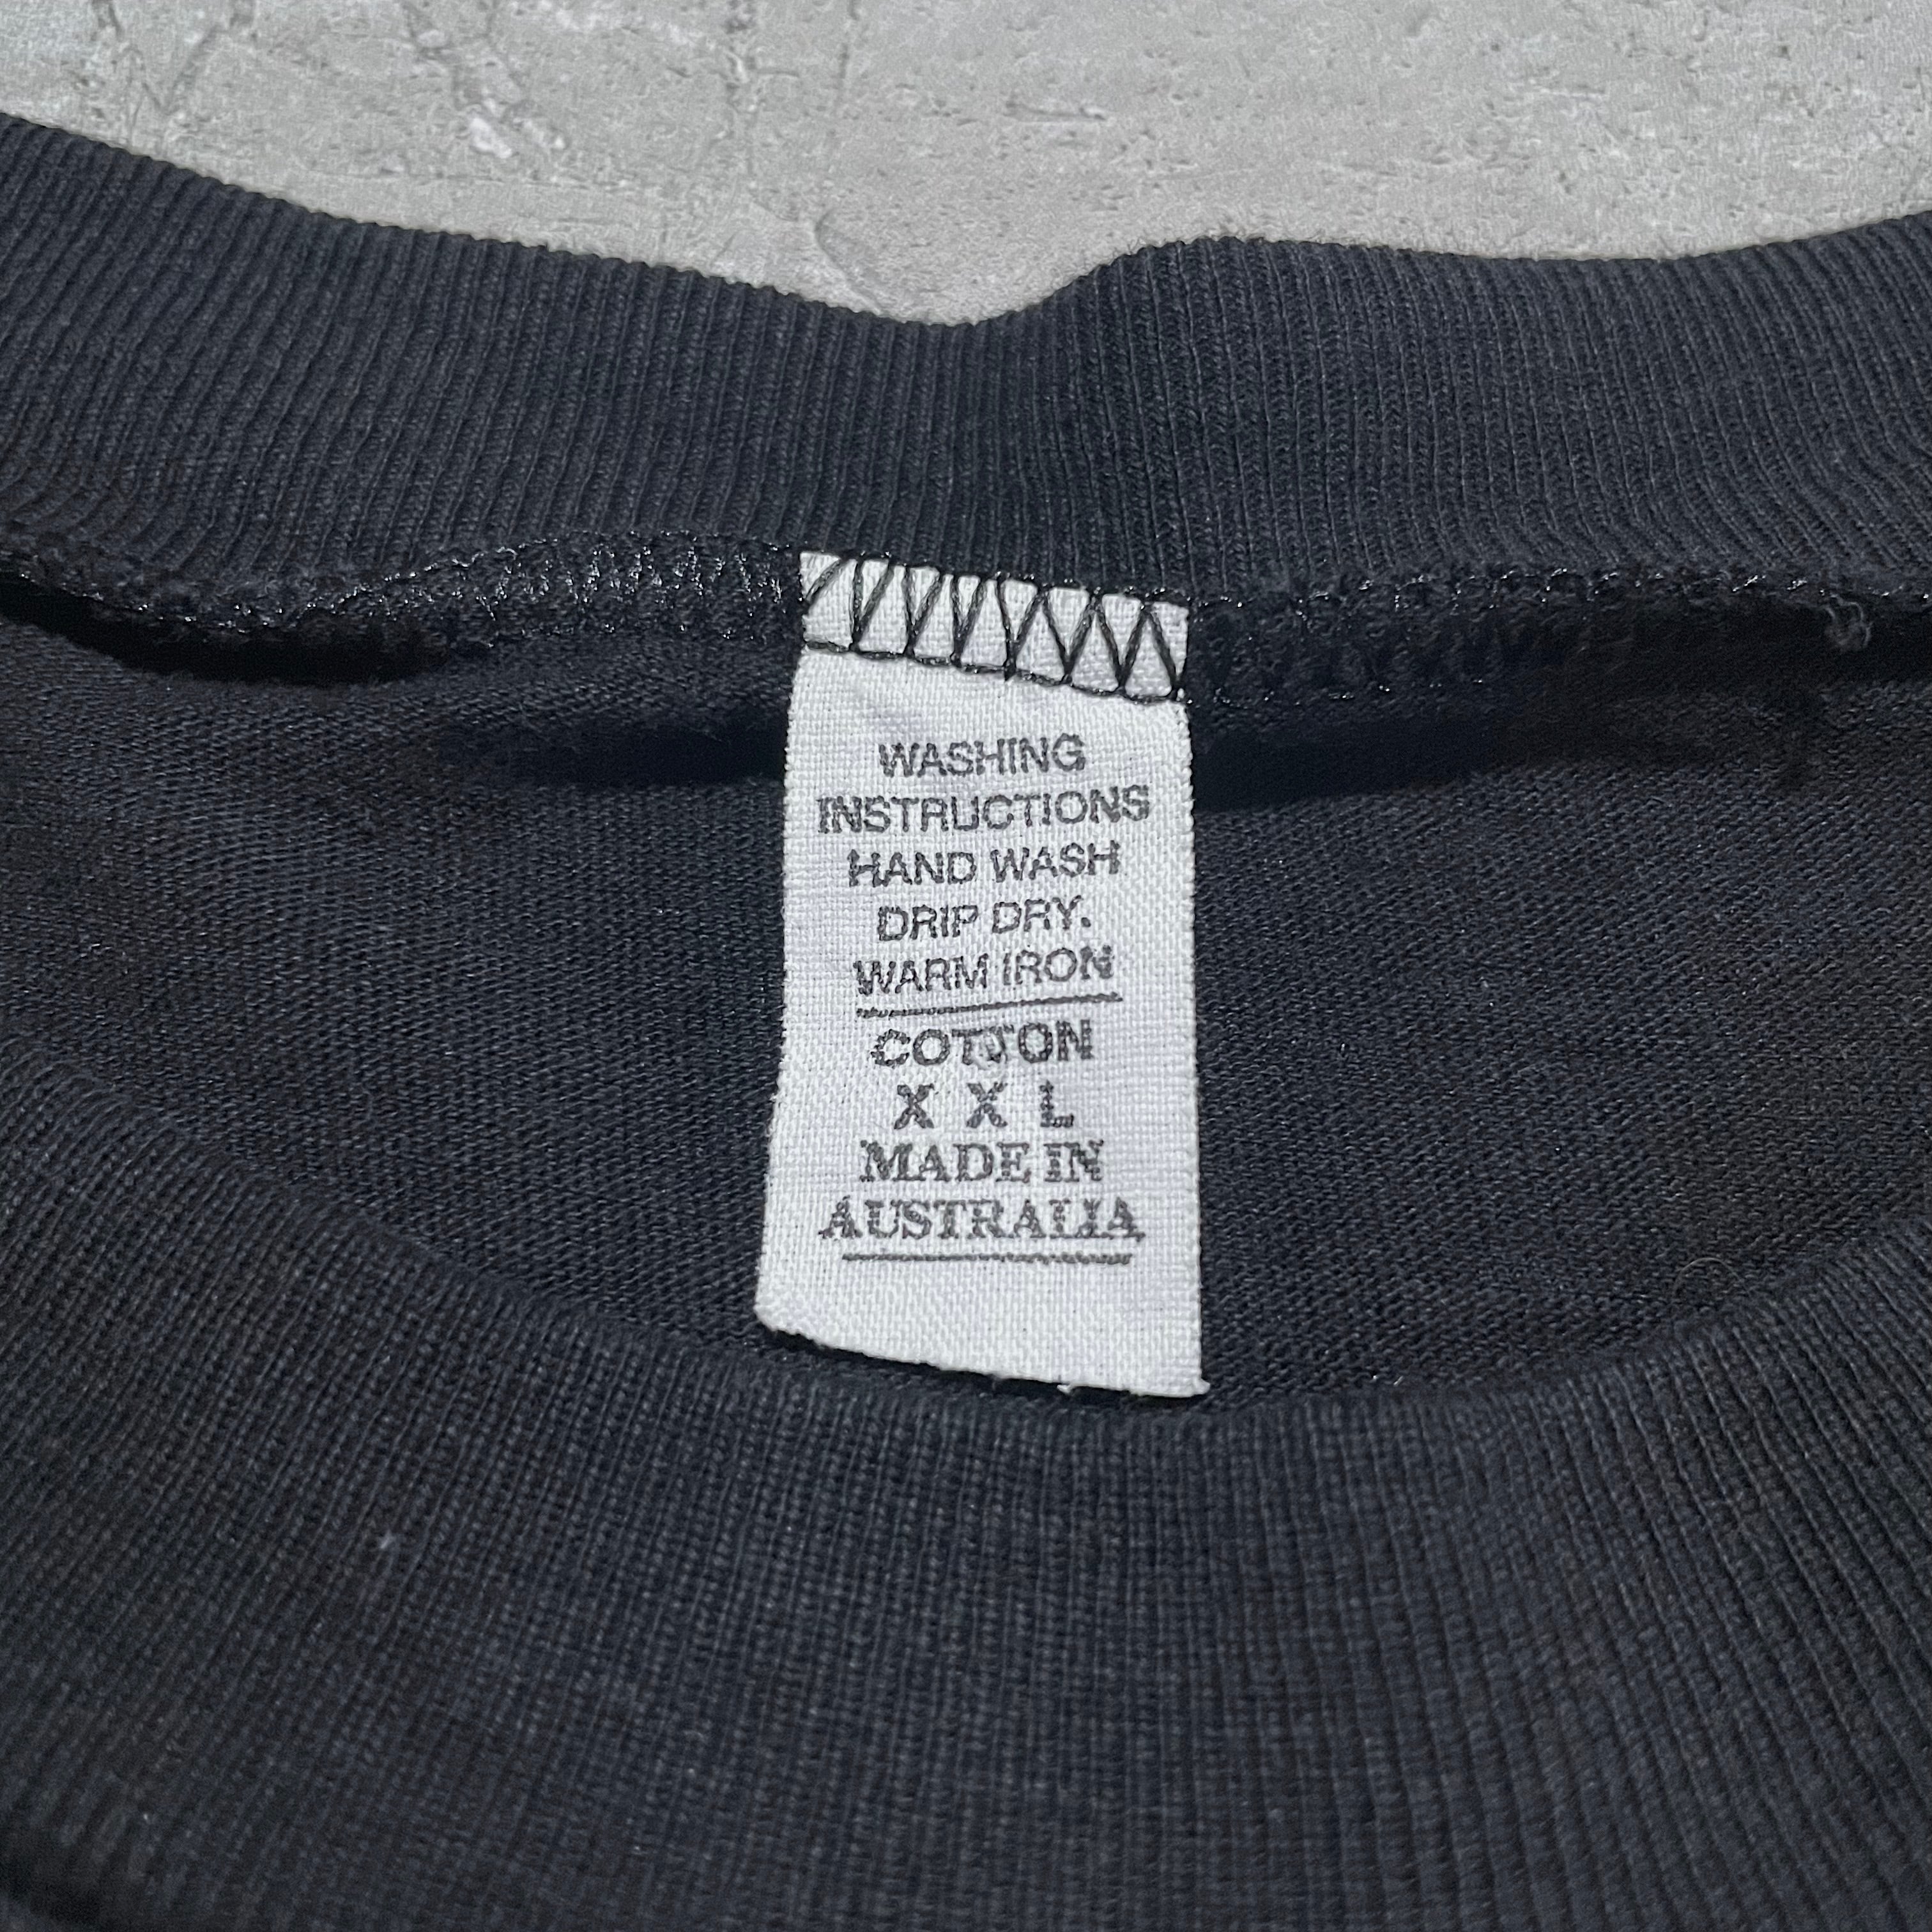 WASHING
INSTRUCTIONS
HAND WASH
DRIP DRY.
WARM IRON
COTTON
X X L
MADE IN
AUSTRALIA